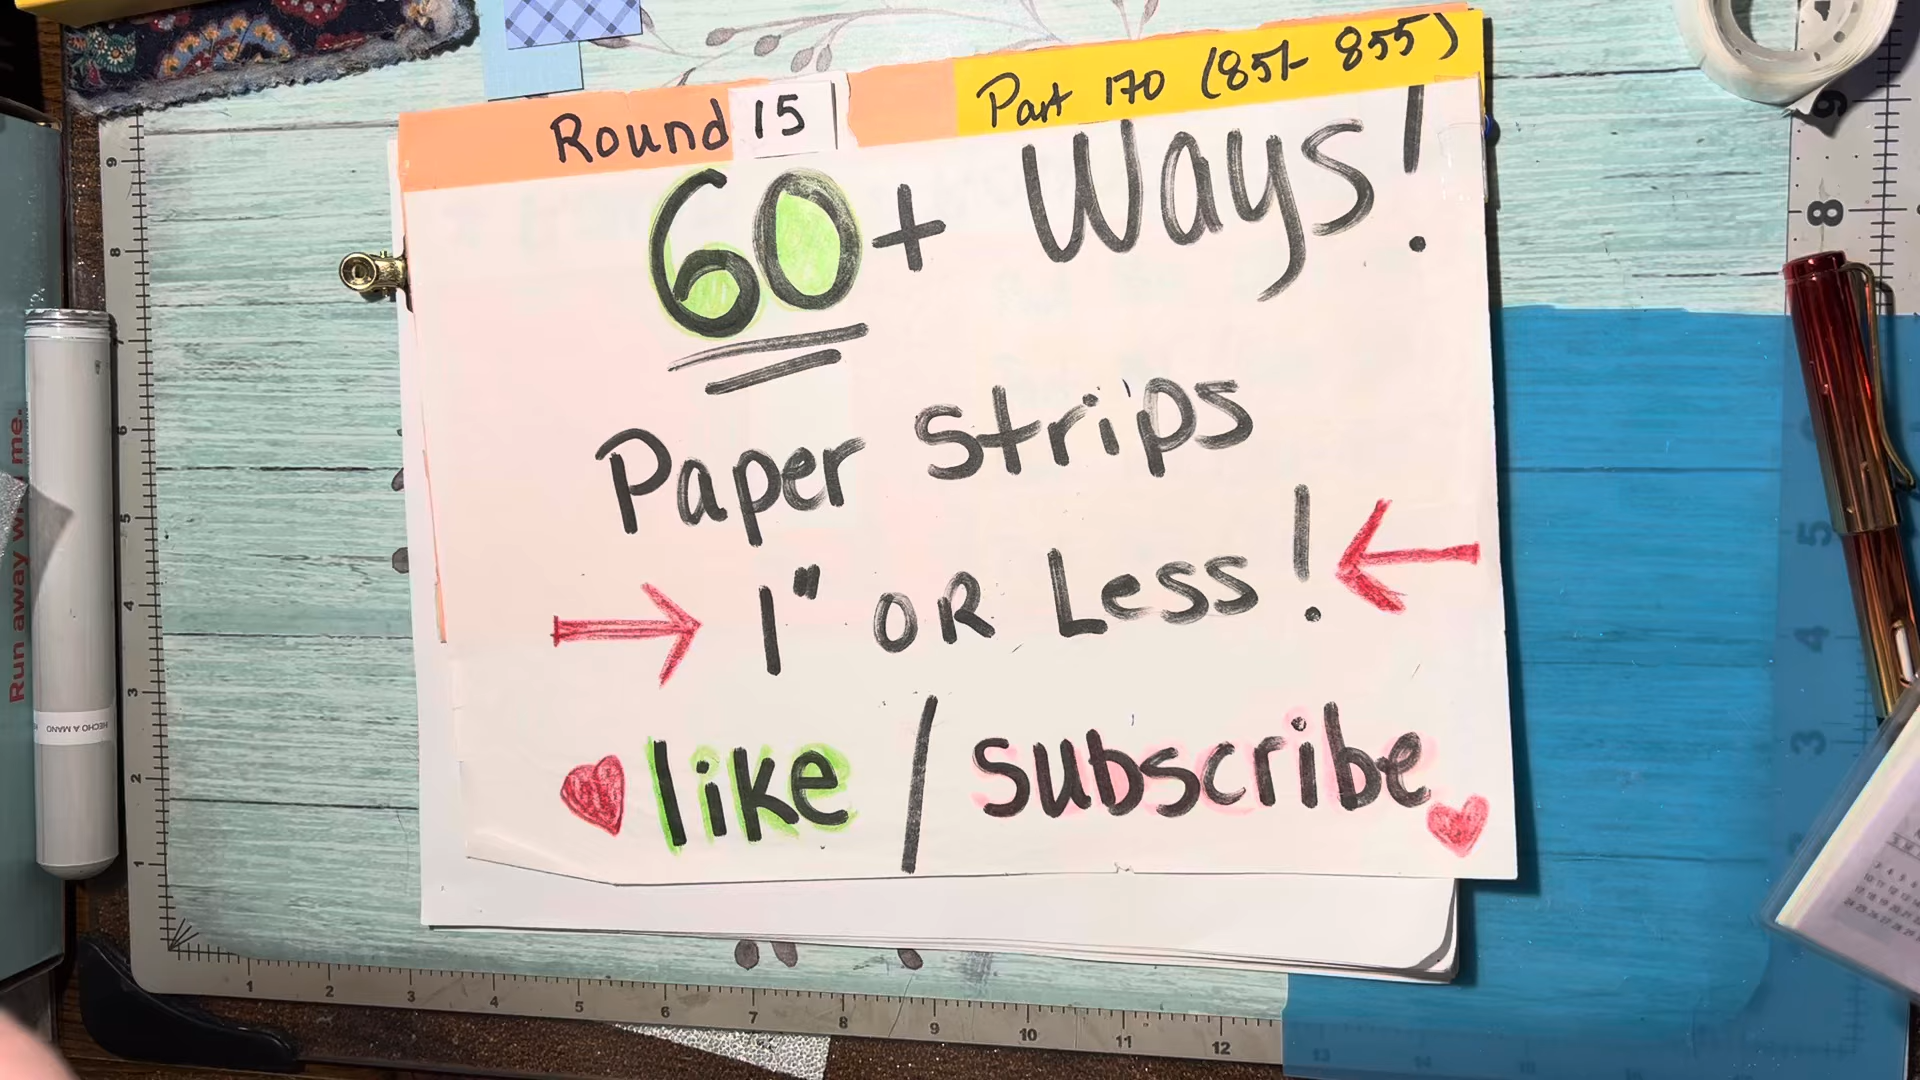 Round 15
Part 170 (851-855)
60+ Ways!
Paper strips
1" OR Less!
like / subscribe
Run away with me.
HECHO A MANO